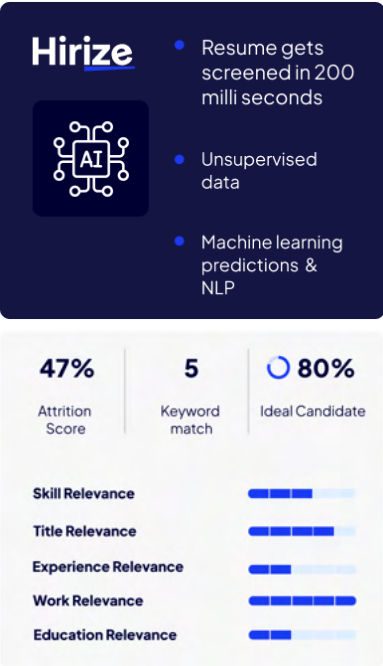 Hirize
Resume gets
screened in 200
milli seconds
AI
Unsupervised
data
Machine learning
predictions &
NLP
47%
5
80%
Attrition
Score
Keyword
match
Ideal Candidate
Skill Relevance
Title Relevance
Experience Relevance
Work Relevance
Education Relevance